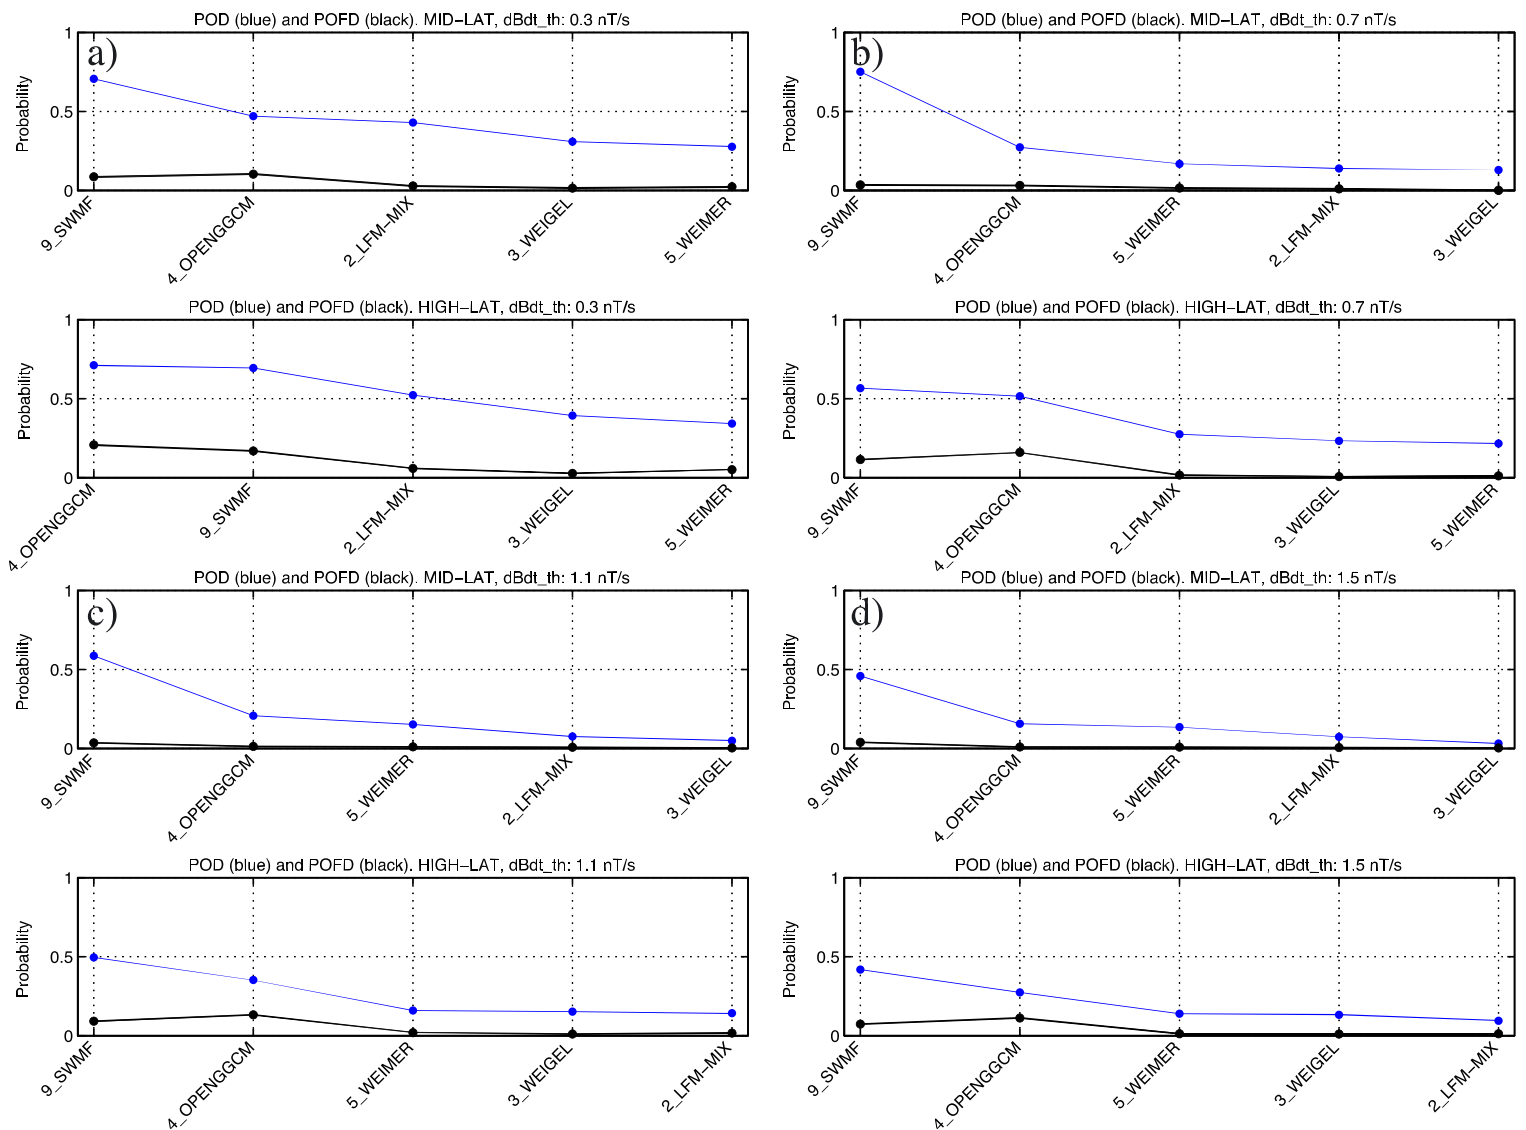 POD (blue) and POFD (black). MID−LAT, dBdt_th: 0.3 nT/s
a)
Probability
1
0.5
0
9_SWMF
4_OPENGGCM
2_LFM−MIX
3_WEIGEL
5_WEIMER
POD (blue) and POFD (black). MID−LAT, dBdt_th: 0.7 nT/s
b)
Probability
1
0.5
0
9_SWMF
4_OPENGGCM
5_WEIMER
2_LFM−MIX
3_WEIGEL
POD (blue) and POFD (black). HIGH−LAT, dBdt_th: 0.3 nT/s
Probability
1
0.5
0
4_OPENGGCM
9_SWMF
2_LFM−MIX
3_WEIGEL
5_WEIMER
POD (blue) and POFD (black). HIGH−LAT, dBdt_th: 0.7 nT/s
Probability
1
0.5
0
9_SWMF
4_OPENGGCM
2_LFM−MIX
3_WEIGEL
5_WEIMER
POD (blue) and POFD (black). MID−LAT, dBdt_th: 1.1 nT/s
c)
Probability
1
0.5
0
9_SWMF
4_OPENGGCM
5_WEIMER
2_LFM−MIX
3_WEIGEL
POD (blue) and POFD (black). MID−LAT, dBdt_th: 1.5 nT/s
d)
Probability
1
0.5
0
9_SWMF
4_OPENGGCM
5_WEIMER
2_LFM−MIX
3_WEIGEL
POD (blue) and POFD (black). HIGH−LAT, dBdt_th: 1.1 nT/s
Probability
1
0.5
0
9_SWMF
4_OPENGGCM
5_WEIMER
3_WEIGEL
2_LFM−MIX
POD (blue) and POFD (black). HIGH−LAT, dBdt_th: 1.5 nT/s
Probability
1
0.5
0
9_SWMF
4_OPENGGCM
5_WEIMER
3_WEIGEL
2_LFM−MIX